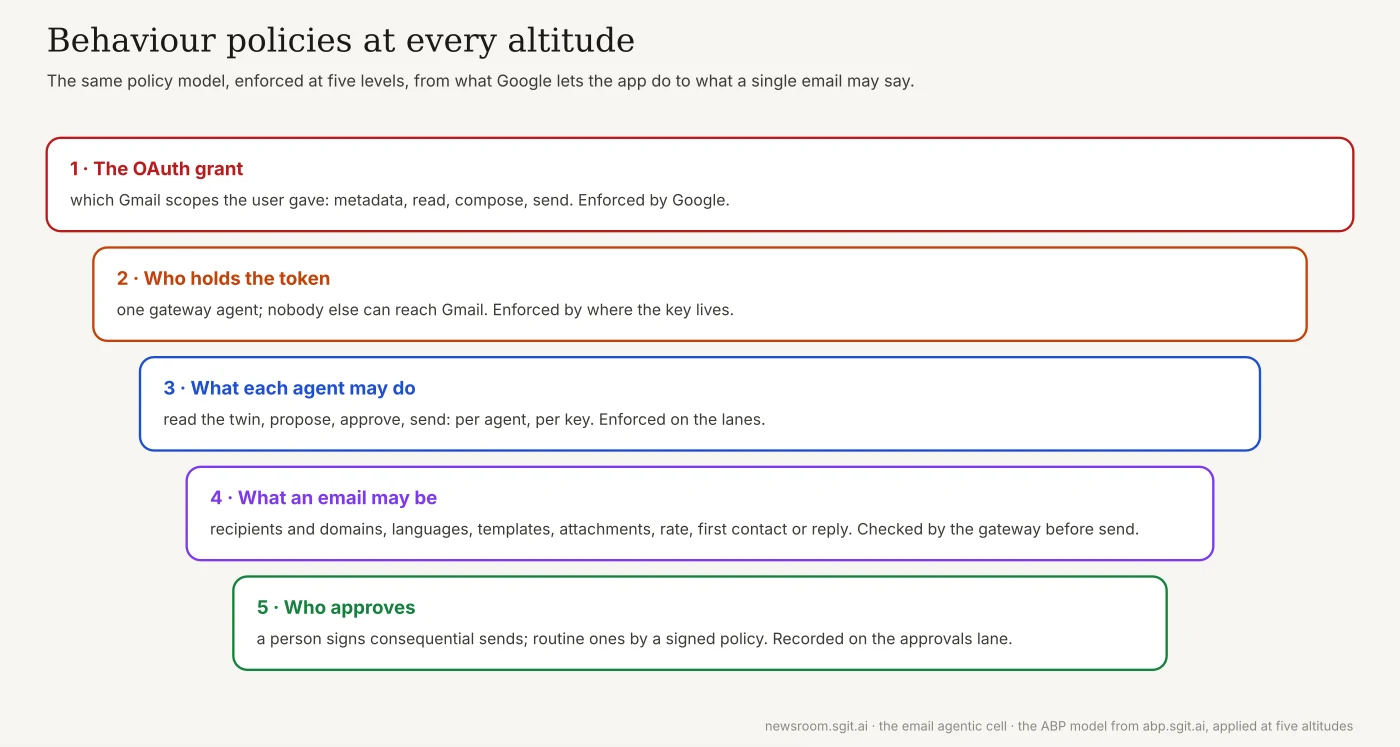 Behaviour policies at every altitude
The same policy model, enforced at five levels, from what Google lets the app do to what a single email may say.
1 · The OAuth grant
which Gmail scopes the user gave: metadata, read, compose, send. Enforced by Google.
2 · Who holds the token
one gateway agent; nobody else can reach Gmail. Enforced by where the key lives.
3 · What each agent may do
read the twin, propose, approve, send: per agent, per key. Enforced on the lanes.
4 · What an email may be
recipients and domains, languages, templates, attachments, rate, first contact or reply. Checked by the gateway before send.
5 · Who approves
a person signs consequential sends; routine ones by a signed policy. Recorded on the approvals lane.
newsroom.sgit.ai · the email agentic cell · the ABP model from abp.sgit.ai, applied at five altitudes